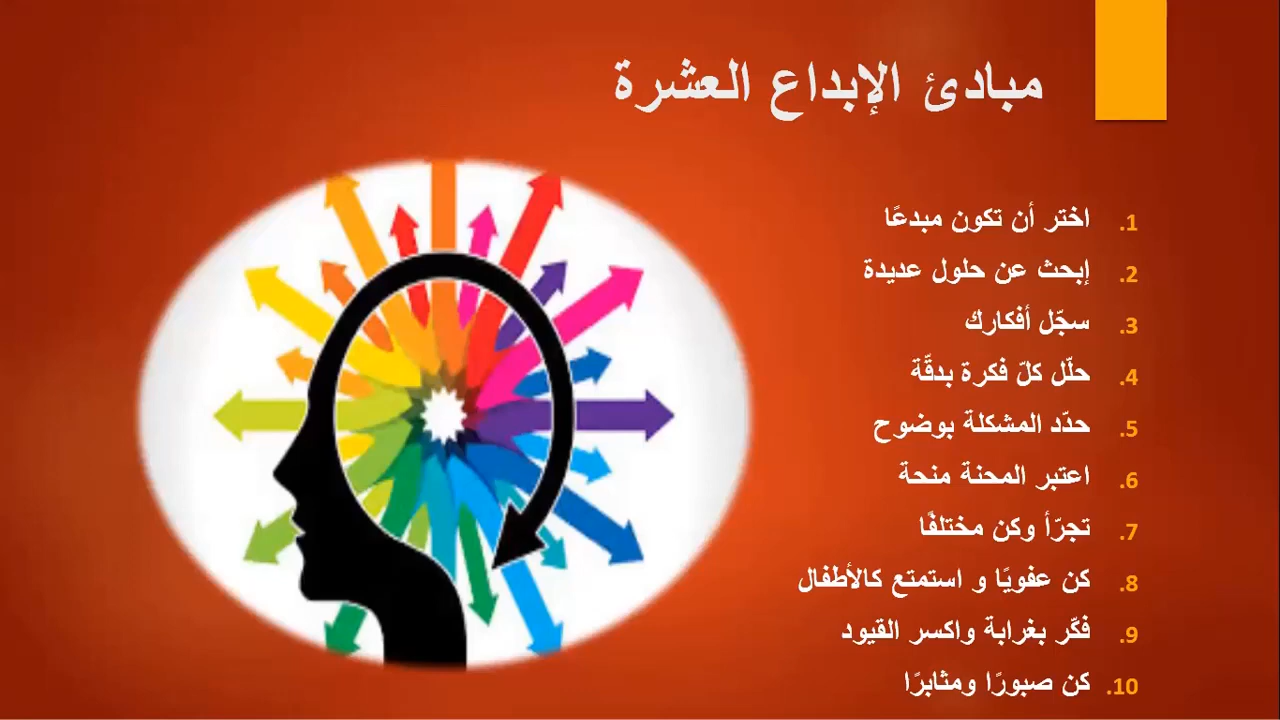 مبادئ الإبداع العشرة
1. اختر أن تكون مبدعًا
2. إبحث عن حلول عديدة
3. سجّل أفكارك
4. حلّل كلّ فكرة بدقّة
5. حدّد المشكلة بوضوح
6. اعتبر المحنة منحة
7. تجرّأ وكن مختلفًا
8. كن عفويًا و استمتع كالأطفال
9. فكّر بغرابة واكسر القيود
10. كن صبورًا ومثابرًا